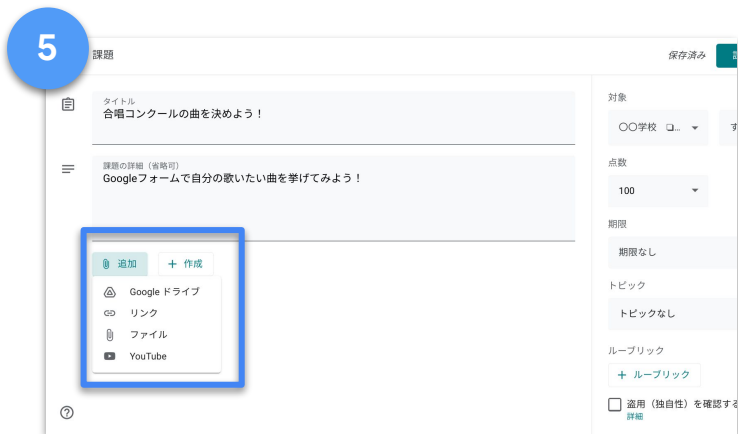 5
課題
保存済み
タイトル
合唱コンクールの曲を決めよう！
課題の詳細（省略可）
Googleフォームで自分の歌いたい曲を挙げてみよう！
追加
＋ 作成
Google ドライブ
リンク
ファイル
YouTube
対象
〇〇学校
す
点数
100
期限
期限なし
トピック
トピックなし
ルーブリック
＋ ルーブリック
盗用（独自性）を確認する
詳細